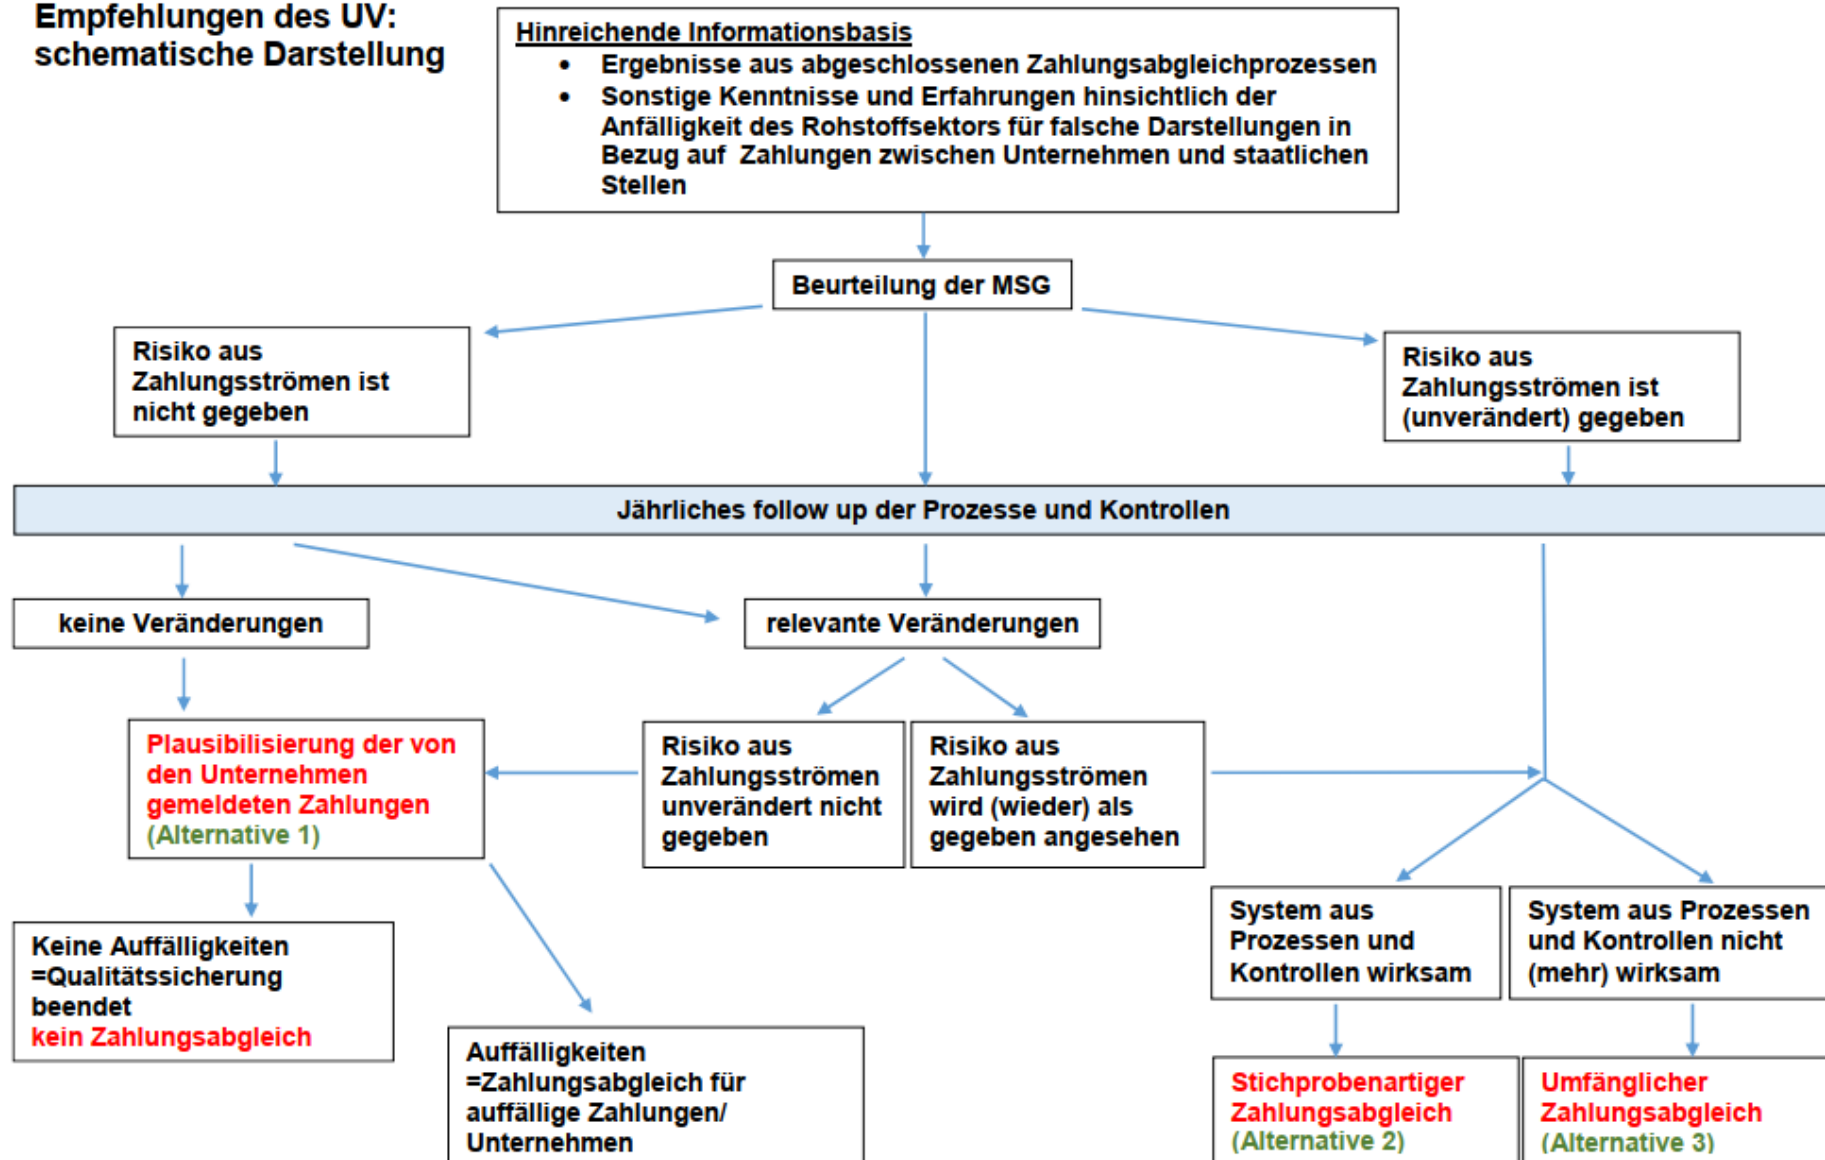 Empfehlungen des UV:
schematische Darstellung
Hinreichende Informationsbasis
• Ergebnisse aus abgeschlossenen Zahlungsabgleichprozessen
• Sonstige Kenntnisse und Erfahrungen hinsichtlich der
Anfälligkeit des Rohstoffsektors für falsche Darstellungen in
Bezug auf Zahlungen zwischen Unternehmen und staatlichen
Stellen
Beurteilung der MSG
Risiko aus
Zahlungsströmen ist
nicht gegeben
Risiko aus
Zahlungsströmen ist
(unverändert) gegeben
Jährliches follow up der Prozesse und Kontrollen
keine Veränderungen
relevante Veränderungen
Plausibilisierung der von
den Unternehmen
gemeldeten Zahlungen
(Alternative 1)
Risiko aus
Zahlungsströmen
unverändert nicht
gegeben
Risiko aus
Zahlungsströmen
wird (wieder) als
gegeben angesehen
Keine Auffälligkeiten
=Qualitätssicherung
beendet
kein Zahlungsabgleich
Auffälligkeiten
=Zahlungsabgleich für
auffällige Zahlungen/
Unternehmen
System aus
Prozessen und
Kontrollen wirksam
System aus Prozessen
und Kontrollen nicht
(mehr) wirksam
Stichprobenartiger
Zahlungsabgleich
(Alternative 2)
Umfänglicher
Zahlungsabgleich
(Alternative 3)